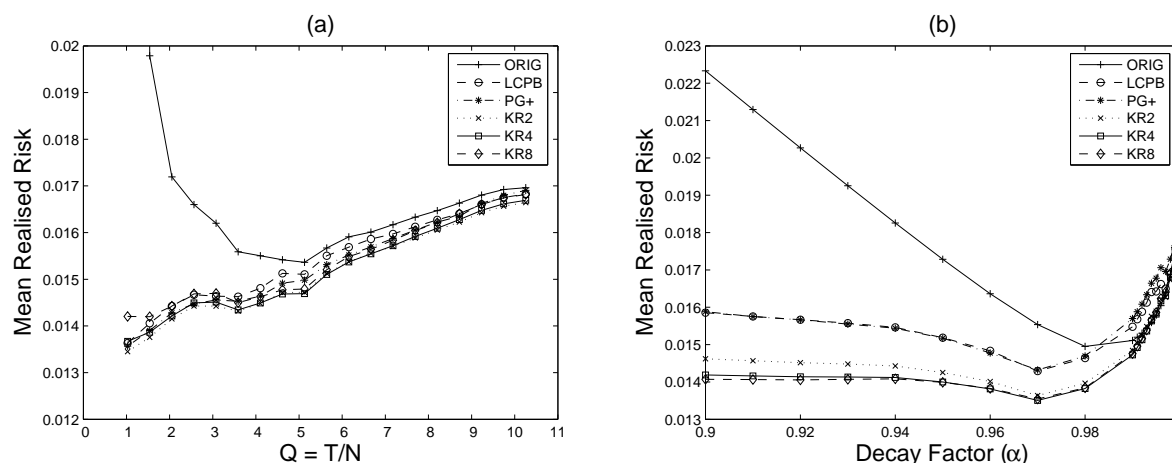 (a)
0.02
0.019
0.018
0.017
0.016
0.015
0.014
0.013
0.012
0 1 2 3 4 5 6 7 8 9 10 11
Q = T/N
Mean Realised Risk
ORIG
LCPB
PG+
KR2
KR4
KR8
(b)
0.023
0.022
0.021
0.02
0.019
0.018
0.017
0.016
0.015
0.014
0.013
0.9 0.92 0.94 0.96 0.98
Decay Factor (α)
Mean Realised Risk
ORIG
LCPB
PG+
KR2
KR4
KR8